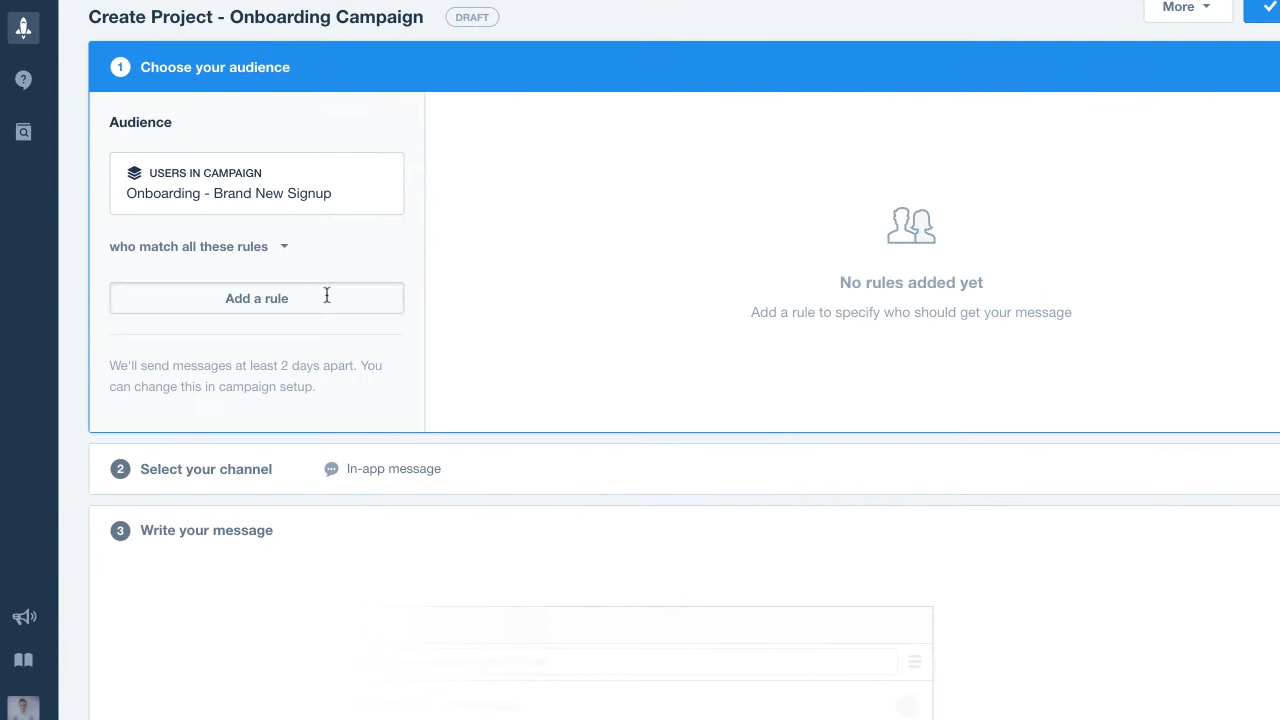 Create Project - Onboarding Campaign
DRAFT
More
1 Choose your audience
Audience
USERS IN CAMPAIGN
Onboarding - Brand New Signup
who match all these rules
Add a rule
We'll send messages at least 2 days apart. You
can change this in campaign setup.
No rules added yet
Add a rule to specify who should get your message
2 Select your channel
In-app message
3 Write your message